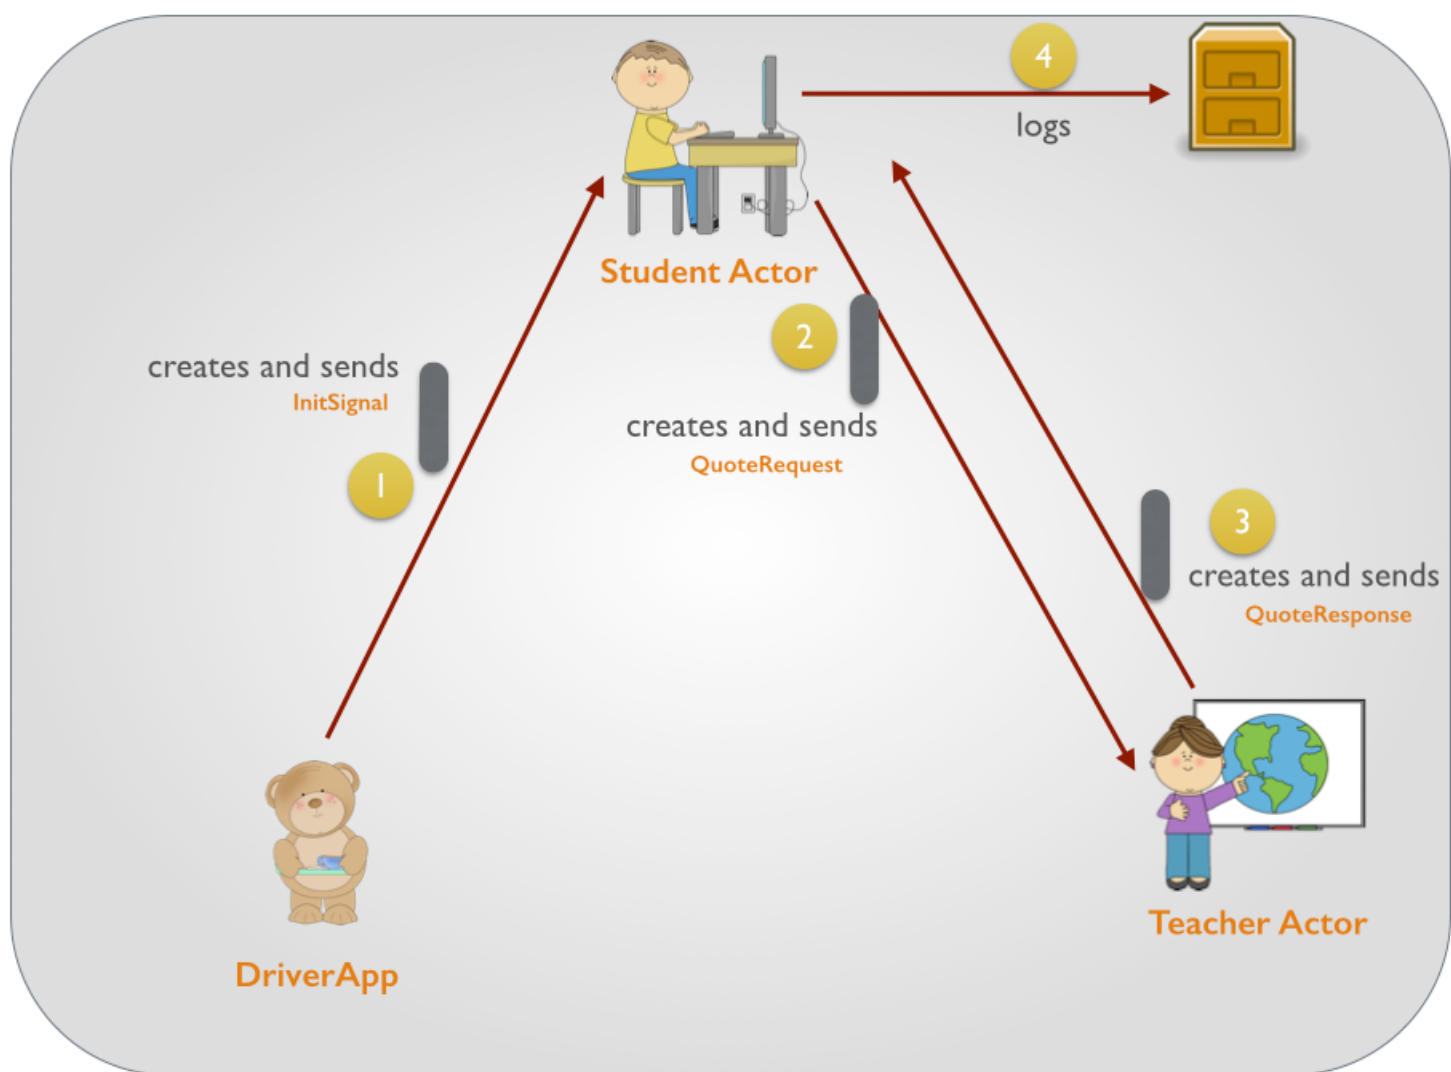 4
logs
Student Actor
2
creates and sends
InitSignal
creates and sends
QuoteRequest
1
3
creates and sends
QuoteResponse
Teacher Actor
DriverApp